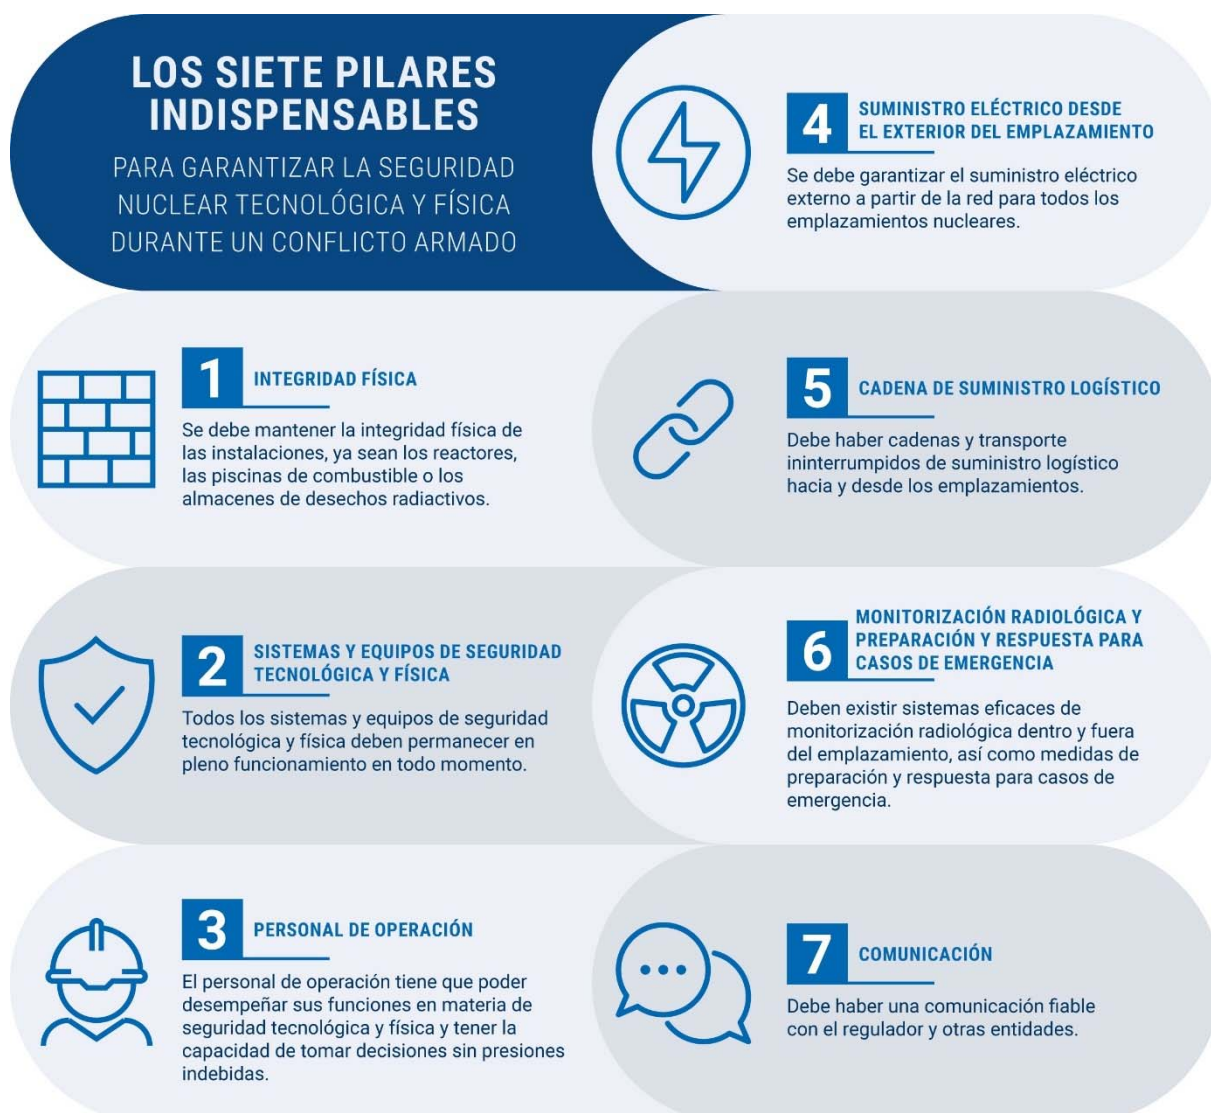 LOS SIETE PILARES
INDISPENSABLES
PARA GARANTIZAR LA SEGURIDAD
NUCLEAR TECNOLÓGICA Y FÍSICA
DURANTE UN CONFLICTO ARMADO
1
INTEGRIDAD FÍSICA
Se debe mantener la integridad física de
las instalaciones, ya sean los reactores,
las piscinas de combustible o los
almacenes de desechos radiactivos.
2
SISTEMAS Y EQUIPOS DE SEGURIDAD
TECNOLÓGICA Y FÍSICA
Todos los sistemas y equipos de seguridad
tecnológica y física deben permanecer en
pleno funcionamiento en todo momento.
3
PERSONAL DE OPERACIÓN
El personal de operación tiene que poder
desempeñar sus funciones en materia de
seguridad tecnológica y física y tener la
capacidad de tomar decisiones sin presiones
indebidas.
4
SUMINISTRO ELÉCTRICO DESDE
EL EXTERIOR DEL EMPLAZAMIENTO
Se debe garantizar el suministro eléctrico
externo a partir de la red para todos los
emplazamientos nucleares.
5
CADENA DE SUMINISTRO LOGÍSTICO
Debe haber cadenas y transporte
ininterrumpidos de suministro logístico
hacia y desde los emplazamientos.
6
MONITORIZACIÓN RADIOLÓGICA Y
PREPARACIÓN Y RESPUESTA PARA
CASOS DE EMERGENCIA
Deben existir sistemas eficaces de
monitorización radiológica dentro y fuera
del emplazamiento, así como medidas de
preparación y respuesta para casos de
emergencia.
7
COMUNICACIÓN
Debe haber una comunicación fiable
con el regulador y otras entidades.